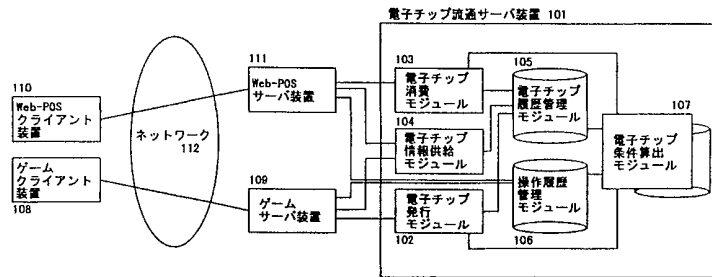 電子チップ流通サーバ装置 101
110
Web-POS
クライアント
装置
ゲーム
クライアント
装置
108
ネットワーク
112
111
Web-POS
サーバ装置
109
ゲーム
サーバ装置
103
電子チップ
消費
モジュール
104
電子チップ
情報供給
モジュール
電子チップ
発行
モジュール
102
105
電子チップ
履歴管理
モジュール
操作履歴
管理
モジュール
106
107
電子チップ
条件算出
モジュール